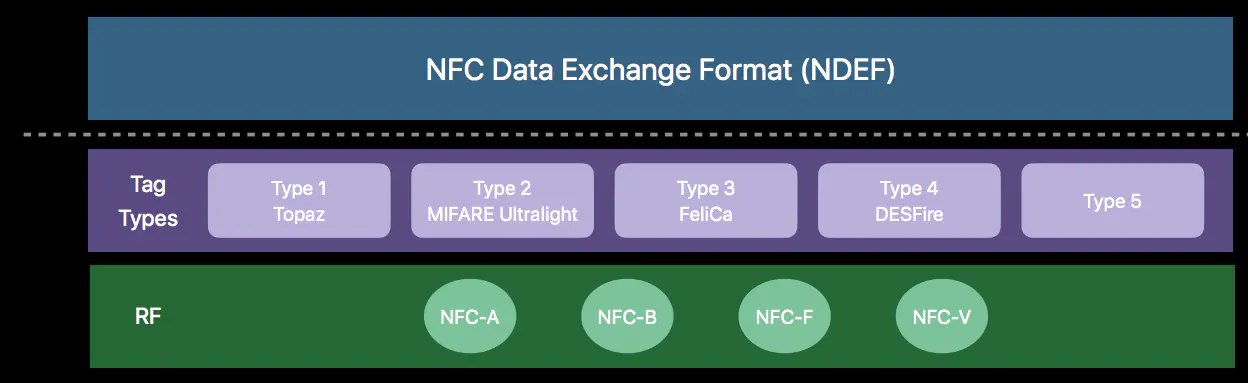 NFC Data Exchange Format (NDEF)
Tag
Types
Type 1
Topaz
Type 2
MIFARE Ultralight
Type 3
FeliCa
Type 4
DESFire
Type 5
RF
NFC-A
NFC-B
NFC-F
NFC-V